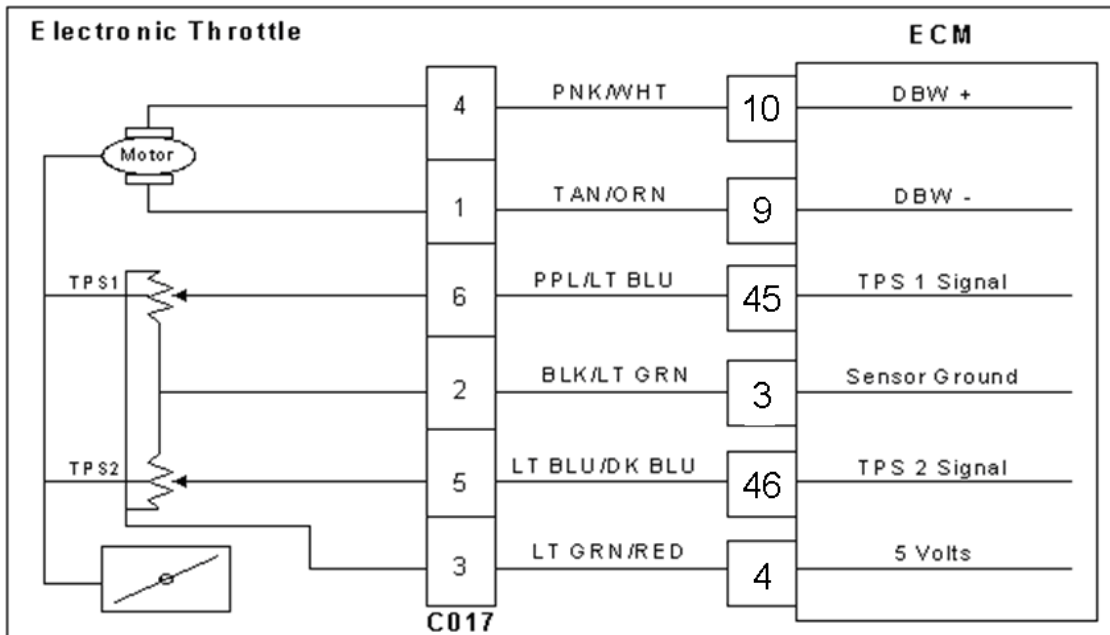 Electronic Throttle
ECM
4 PNK/WHT 10 DBW +
Motor
1 TAN/ORN 9 DBW -
TPS1 6 PPL/LT BLU 45 TPS 1 Signal
2 BLK/LT GRN 3 Sensor Ground
TPS2 5 LT BLU/DK BLU 46 TPS 2 Signal
3 LT GRN/RED 4 5 Volts
C017